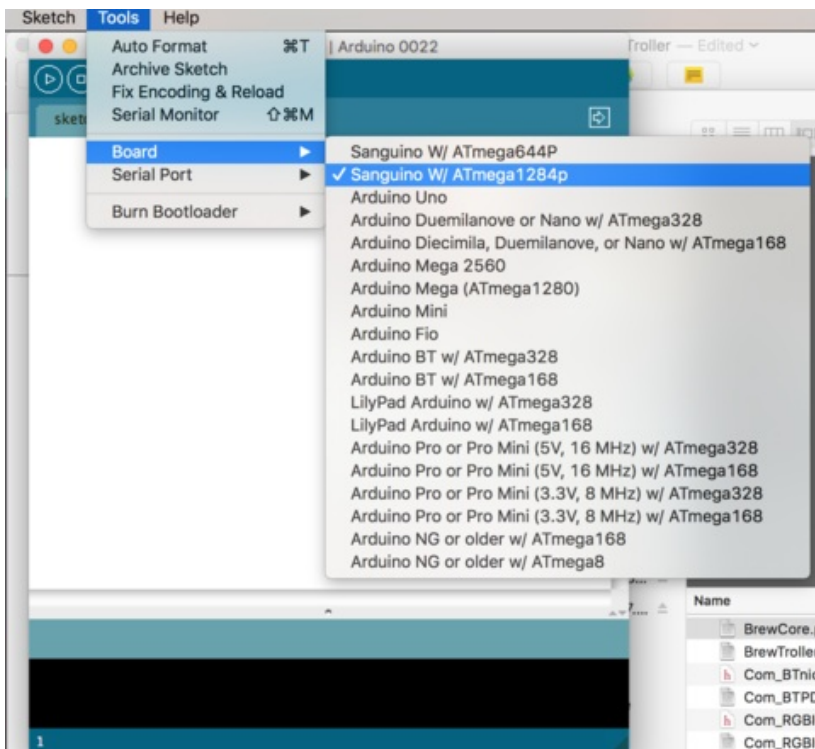 Sketch Tools Help
Auto Format ⌘T
Archive Sketch
Fix Encoding & Reload
Serial Monitor ⇧⌘M
Board
Serial Port
Burn Bootloader
| Arduino 0022
Troller — Edited
Sanguino W/ ATmega644P
✓ Sanguino W/ ATmega1284p
Arduino Uno
Arduino Duemilanove or Nano w/ ATmega328
Arduino Diecimila, Duemilanove, or Nano w/ ATmega168
Arduino Mega 2560
Arduino Mega (ATmega1280)
Arduino Mini
Arduino Fio
Arduino BT w/ ATmega328
Arduino BT w/ ATmega168
LilyPad Arduino w/ ATmega328
LilyPad Arduino w/ ATmega168
Arduino Pro or Pro Mini (5V, 16 MHz) w/ ATmega328
Arduino Pro or Pro Mini (5V, 16 MHz) w/ ATmega168
Arduino Pro or Pro Mini (3.3V, 8 MHz) w/ ATmega328
Arduino Pro or Pro Mini (3.3V, 8 MHz) w/ ATmega168
Arduino NG or older w/ ATmega168
Arduino NG or older w/ ATmega8
Name
BrewCore.
BrewTroller
Com_BTnic
Com_BTPD
Com_RGBI
Com_RGBI
1